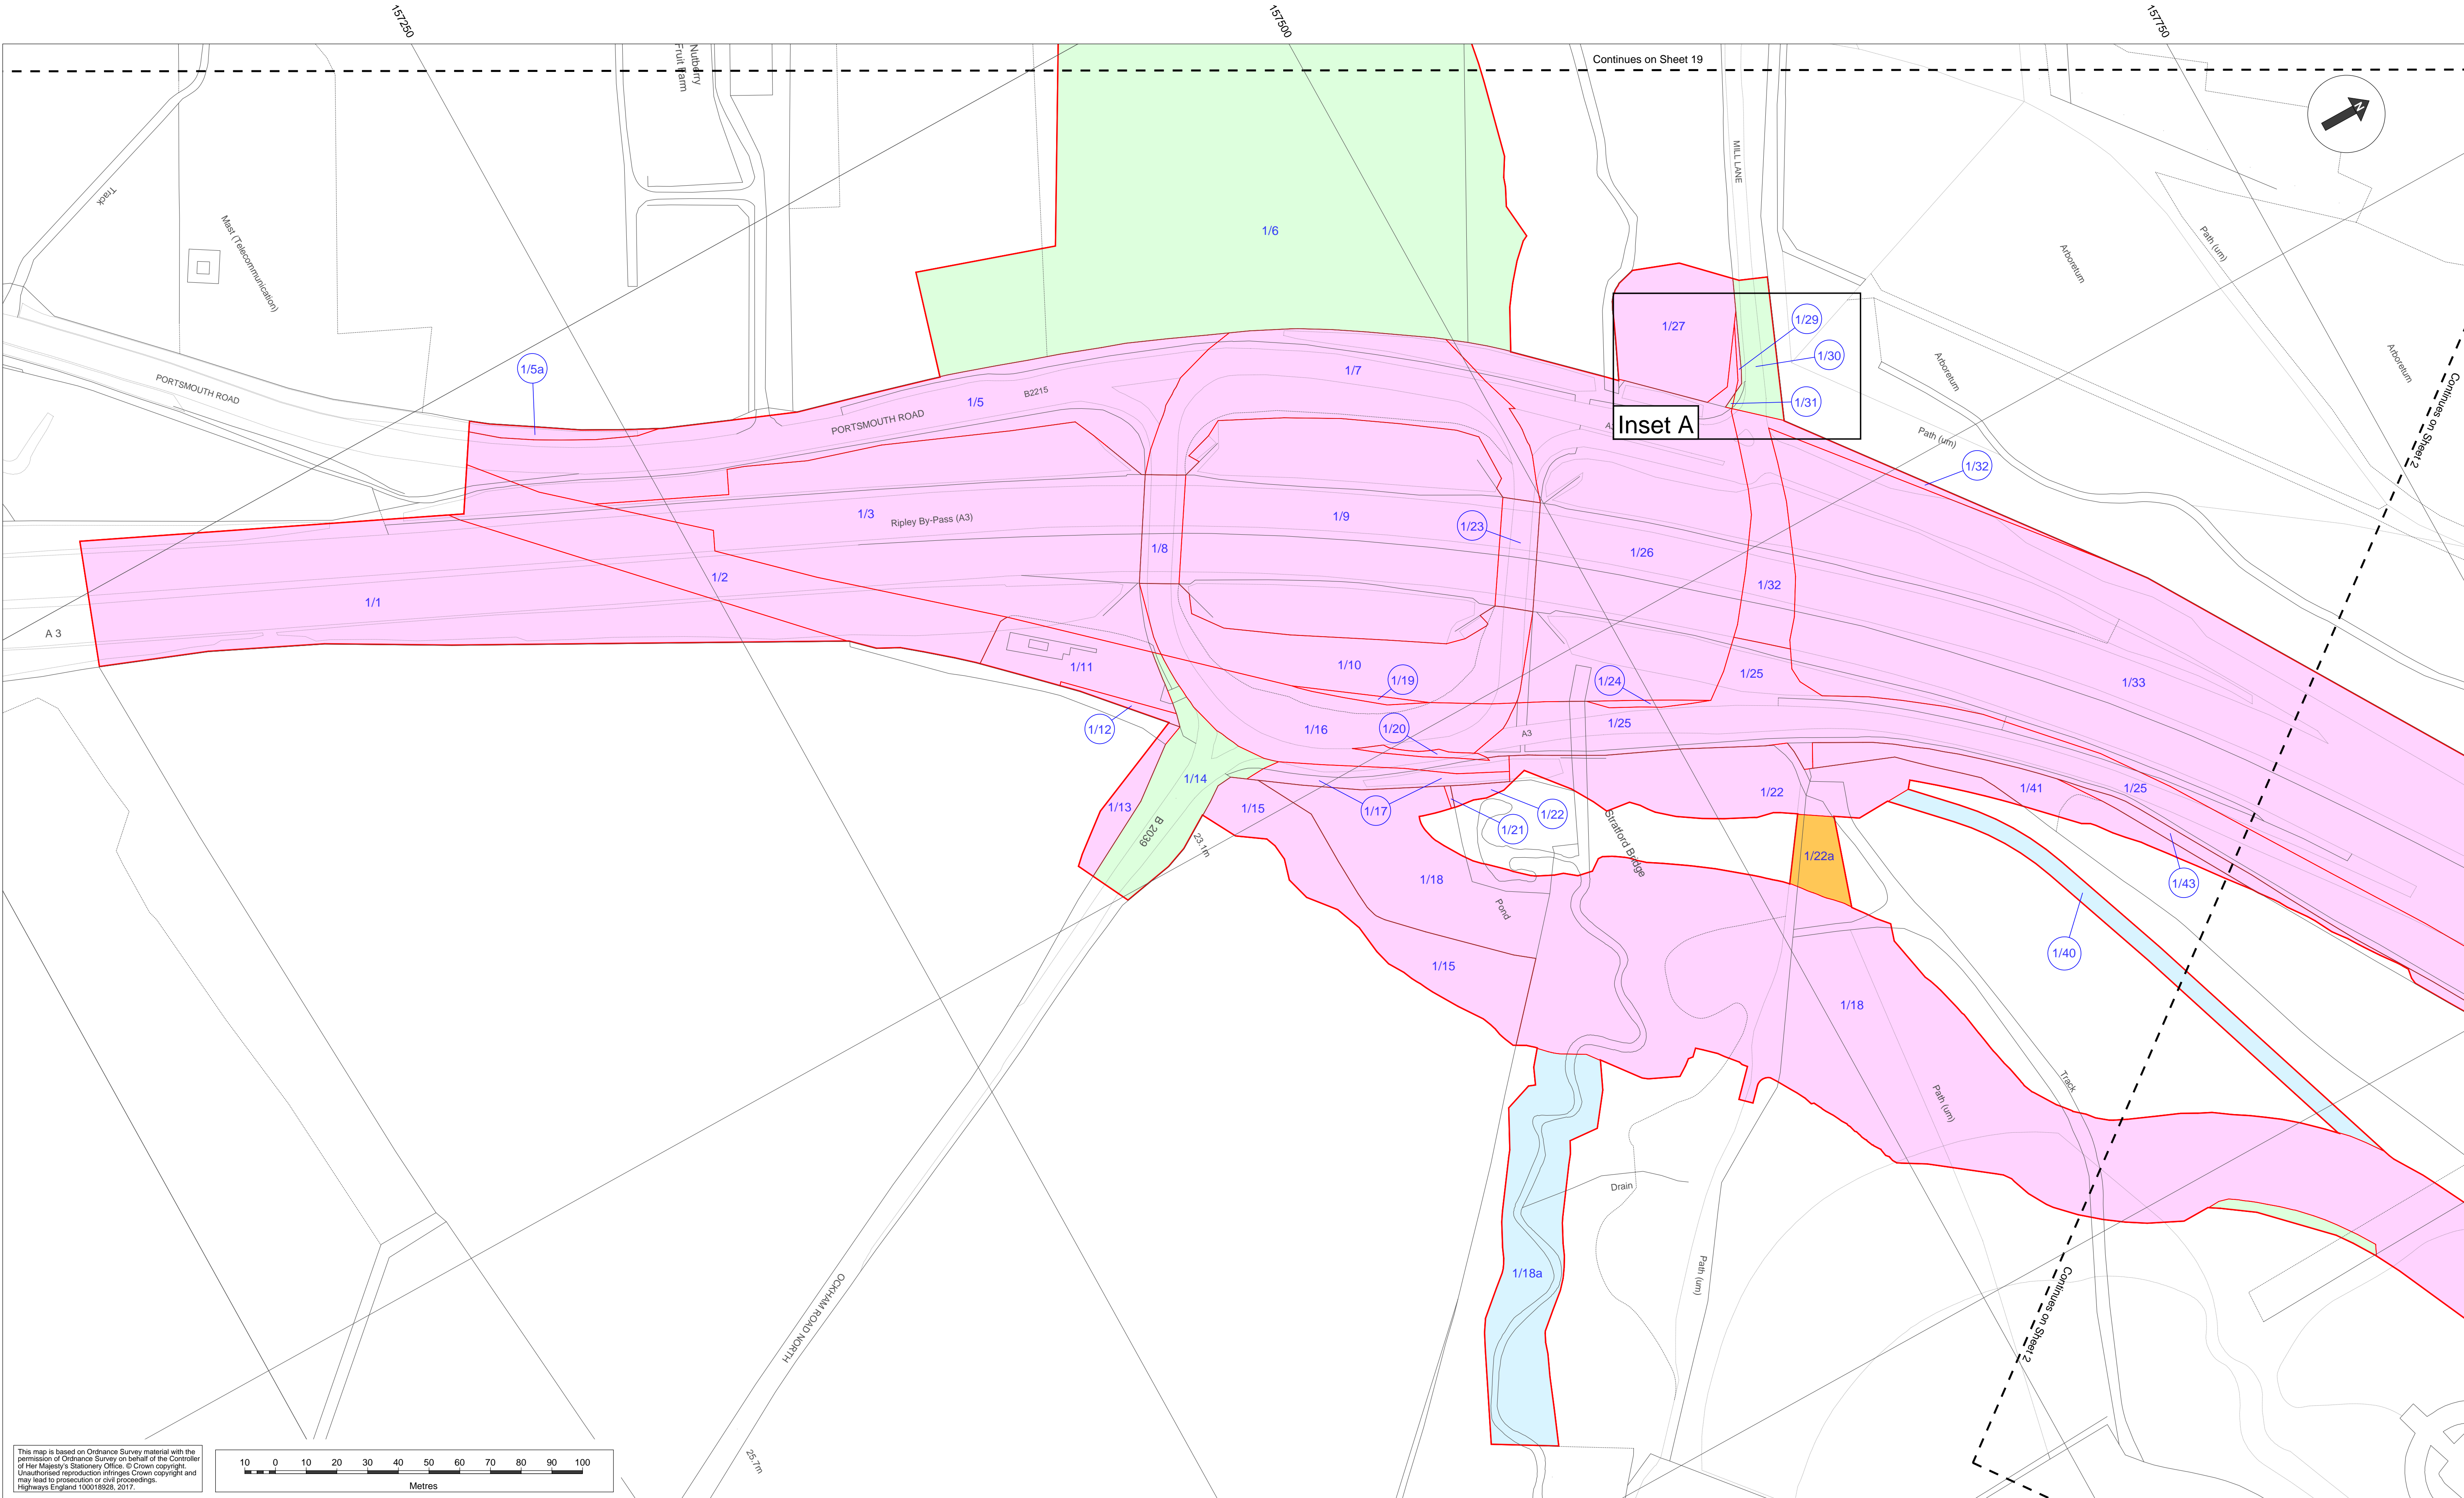 157250
157500
157750
Continues on Sheet 19
Nutberry
Fruit Farm
N
MILL LANE
Track
Mast (Telecommunication)
1/6
Path (um)
Arboretum
Arboretum
Arboretum
Continues on Sheet 2
1/27
1/29
1/30
1/31
Inset A
1/5a
PORTSMOUTH ROAD
1/5
B2215
PORTSMOUTH ROAD
1/7
Path (um)
1/32
1/3
Ripley By-Pass (A3)
1/9
1/23
1/8
1/26
1/32
1/2
1/1
A 3
1/11
1/10
1/19
1/24
1/25
1/33
1/12
1/16
1/20
A3
1/25
1/14
1/13
1/15
1/17
1/21
1/22
1/22
1/41
1/25
B 2039
23.1m
Stratford Bridge
1/22a
1/43
1/18
Pond
1/40
1/15
1/18
Track
Path (um)
Drain
1/18a
Path (um)
Continues on Sheet 2
OCKHAM ROAD NORTH
25.7m
This map is based on Ordnance Survey material with the
permission of Ordnance Survey on behalf of the Controller
of Her Majesty's Stationery Office. © Crown copyright.
Unauthorised reproduction infringes Crown copyright and
may lead to prosecution or civil proceedings.
Highways England 100018928, 2017.
10 0 10 20 30 40 50 60 70 80 90 100
Metres